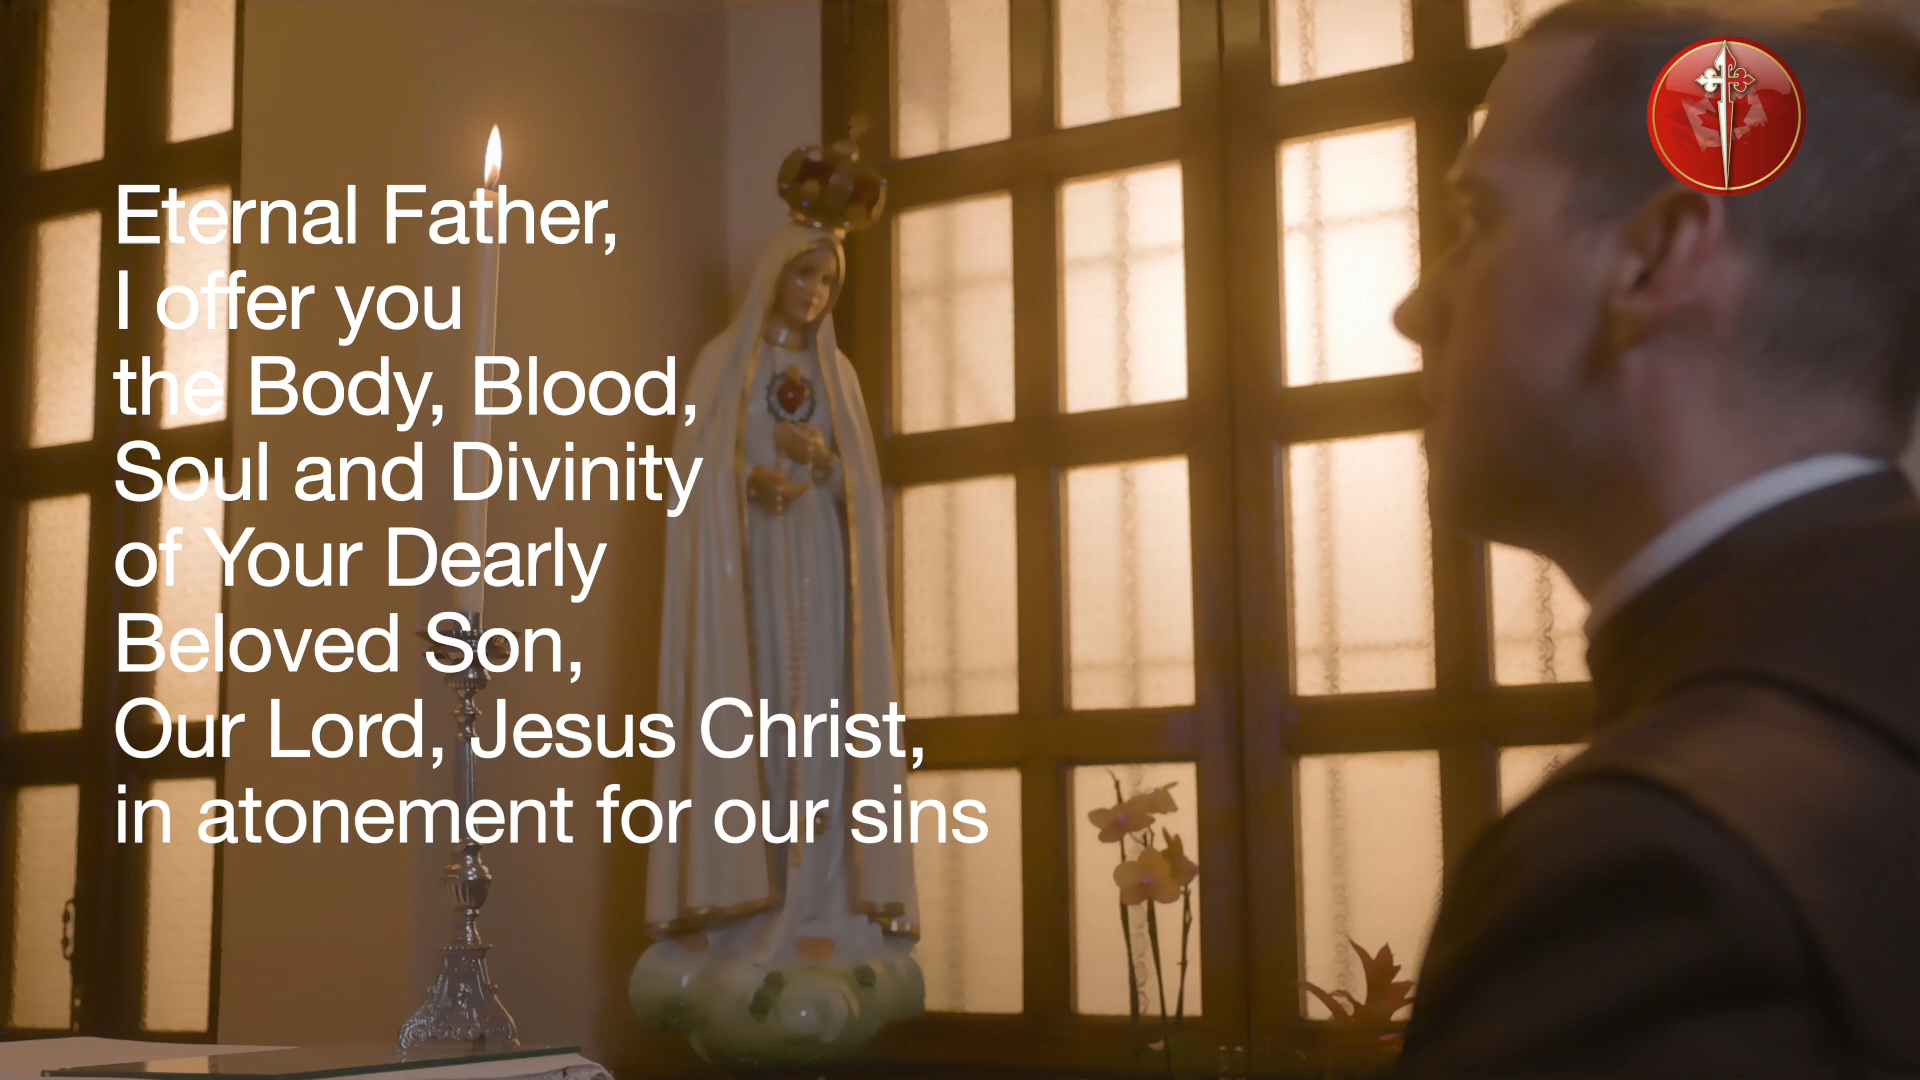 Eternal Father,
I offer you
the Body, Blood,
Soul and Divinity
of Your Dearly
Beloved Son,
Our Lord, Jesus Christ,
in atonement for our sins